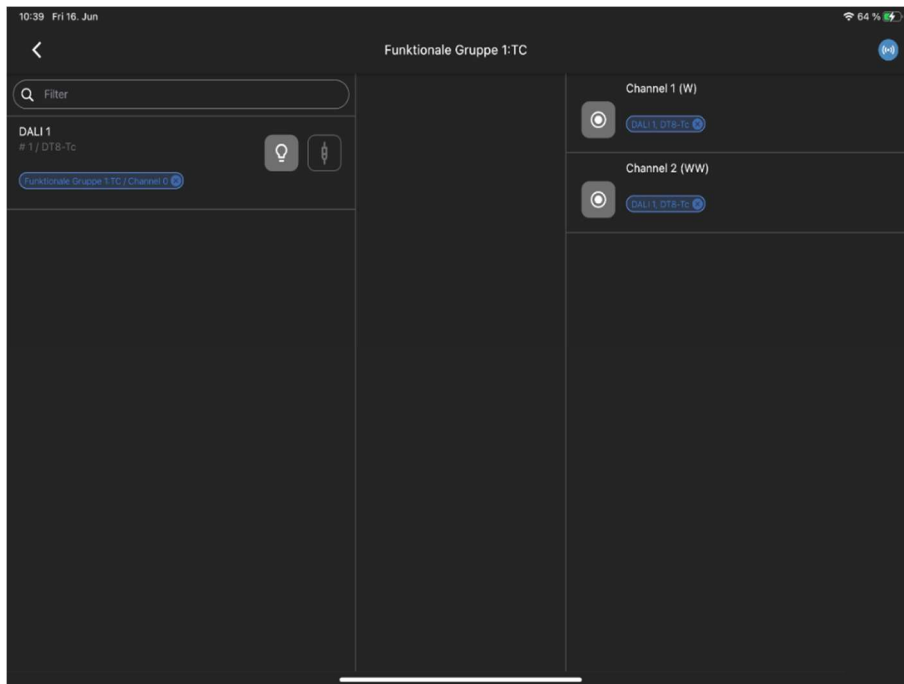 10:39 Fri 16. Jun
64 %
Funktionale Gruppe 1:TC
Filter
DALI 1
# 1 / DT8-Tc
Funktionale Gruppe 1:TC / Channel 0
Channel 1 (W)
DALI 1, DT8-Tc
Channel 2 (WW)
DALI 1, DT8-Tc